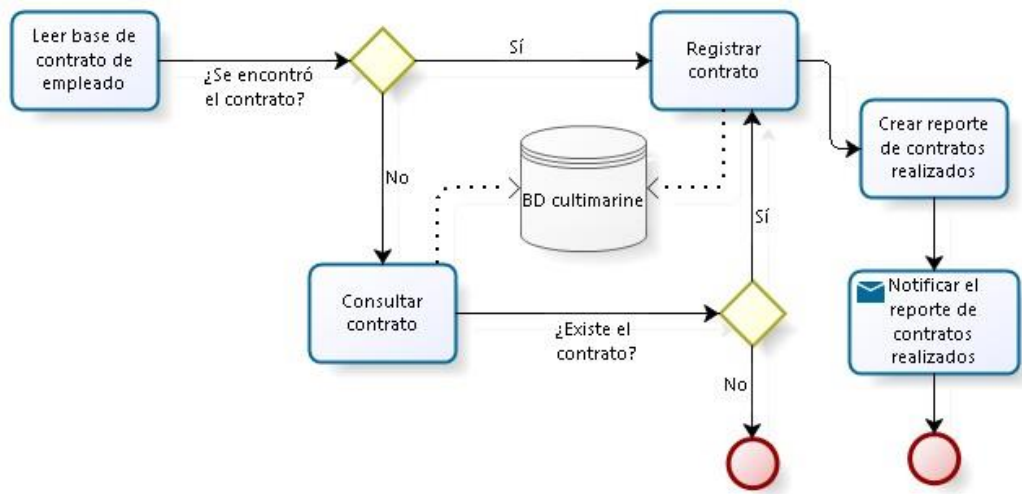 Leer base de
contrato de
empleado
¿Se encontró
el contrato?
Sí
Registrar
contrato
Crear reporte
de contratos
realizados
No
BD cultimarine
Sí
Consultar
contrato
¿Existe el
contrato?
Notificar el
reporte de
contratos
realizados
No